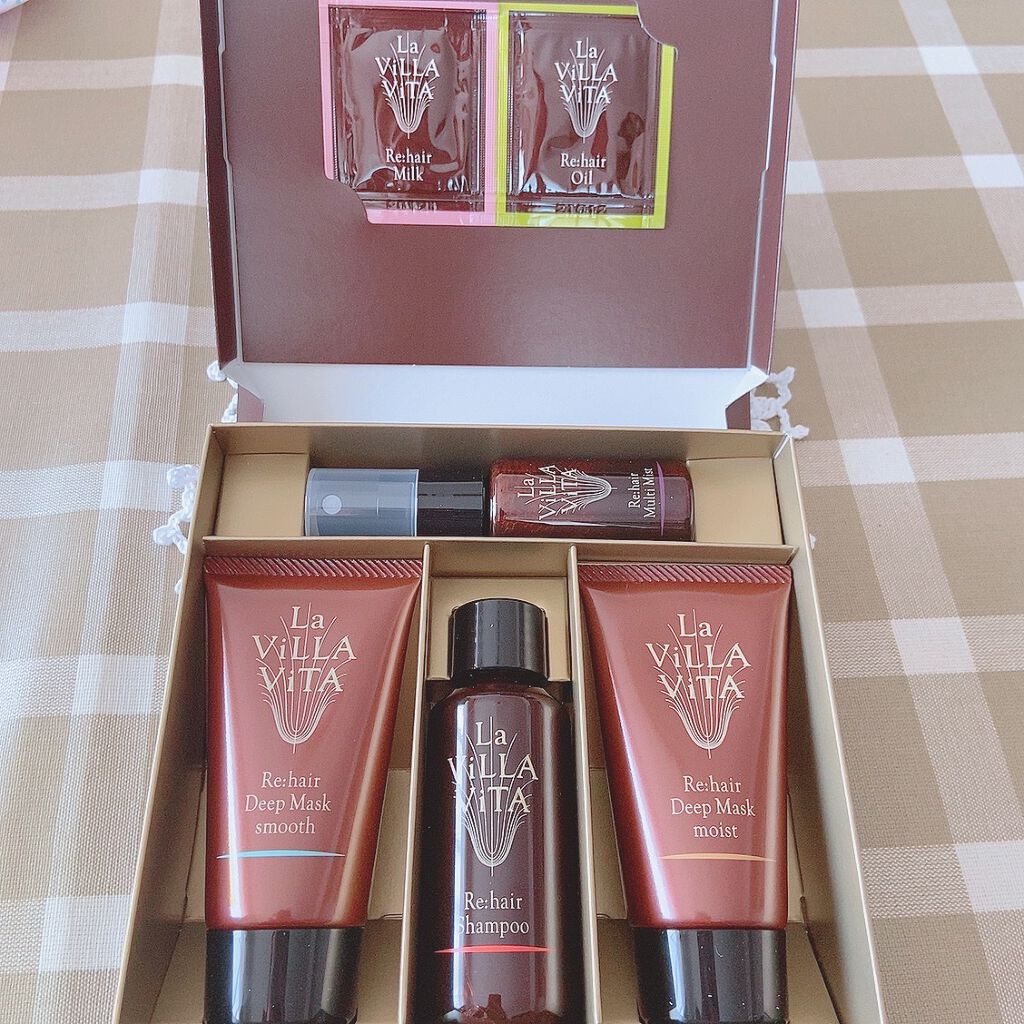 La
ViLLA
ViTA
Re:hair
Milk
La
ViLLA
ViTA
Re:hair
Oil
La
ViLLA
ViTA
Re:hair
Multi Mist
La
ViLLA
ViTA
Re:hair
Deep Mask
smooth
La
ViLLA
ViTA
Re:hair
Shampoo
La
ViLLA
ViTA
Re:hair
Deep Mask
moist